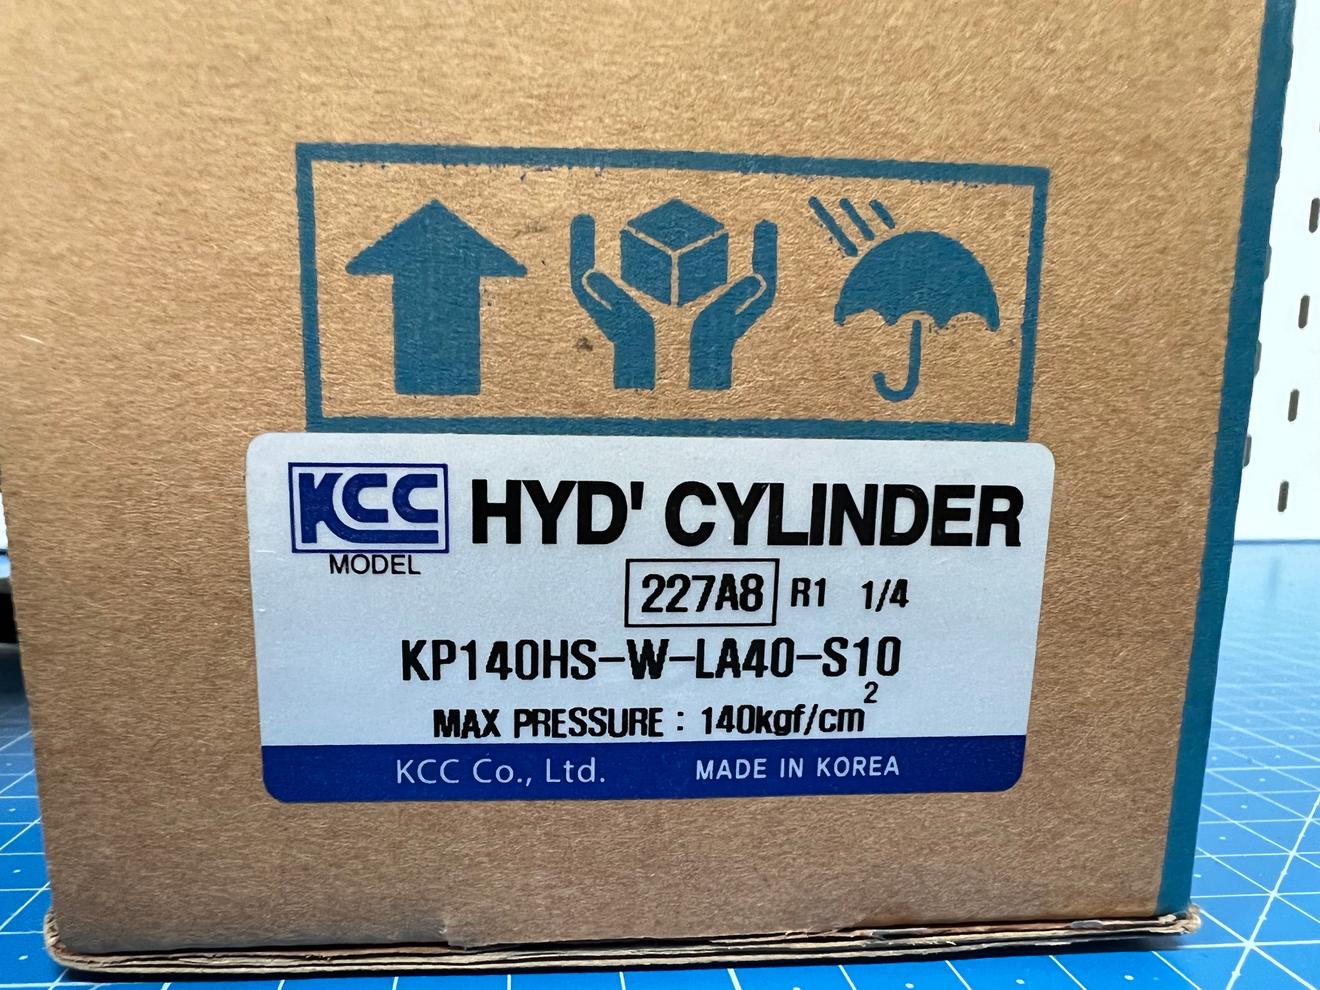 KCC HYD' CYLINDER
MODEL
227A8 R1 1/4
KP140HS-W-LA40-S10
MAX PRESSURE : 140kgf/cm²
KCC Co., Ltd. MADE IN KOREA